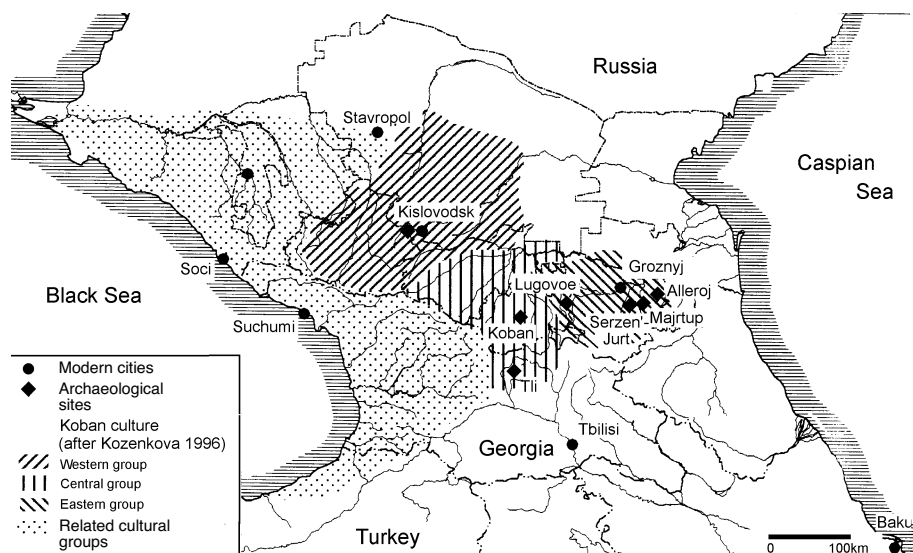 Russia
Stavropol
Caspian
Sea
Kislovodsk
Soci
Groznyj
Lugovoe
Alleroj
Black Sea
Suchumi
Koban
Serzen'-
Jurt
Majrtup
Tli
Modern cities
Archaeological
sites
Koban culture
(after Kozenkova 1996)
Western group
Central group
Eastern group
Related cultural
groups
Tbilisi
Georgia
Turkey
Baku
0 100km